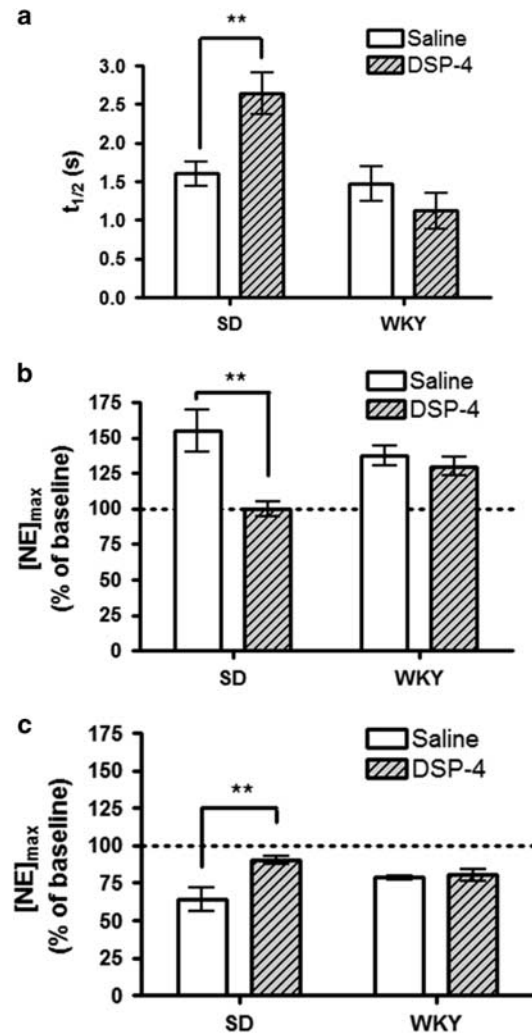 a
**
Saline
DSP-4
3.0
2.5
2.0
1.5
1.0
0.5
0.0
t1/2 (s)
SD
WKY
b
**
Saline
DSP-4
175
150
125
100
75
50
25
0
[NE]max
(% of baseline)
SD
WKY
c
**
Saline
DSP-4
175
150
125
100
75
50
25
0
[NE]max
(% of baseline)
SD
WKY